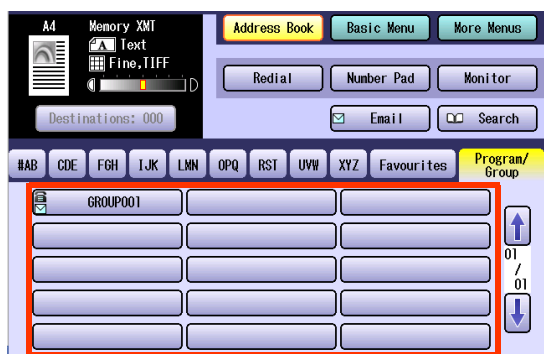 A4 Memory XMT
A Text
Fine,TIFF
Destinations: 000
Address Book Basic Menu More Menus
Redial Number Pad Monitor
Email Search
#AB CDE FGH IJK LMN OPQ RST UVW XYZ Favourites Program/
Group
GROUP001
01
/
01